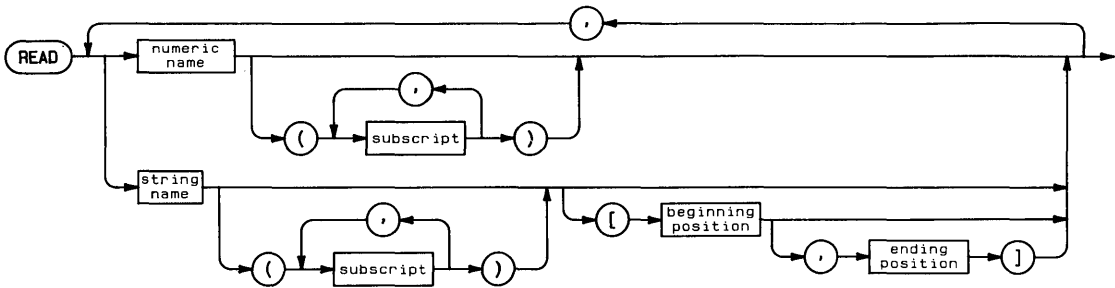 ,
READ
numeric
name
,
( subscript )
string
name
[ beginning
position
,
( subscript )
, ending
position ]